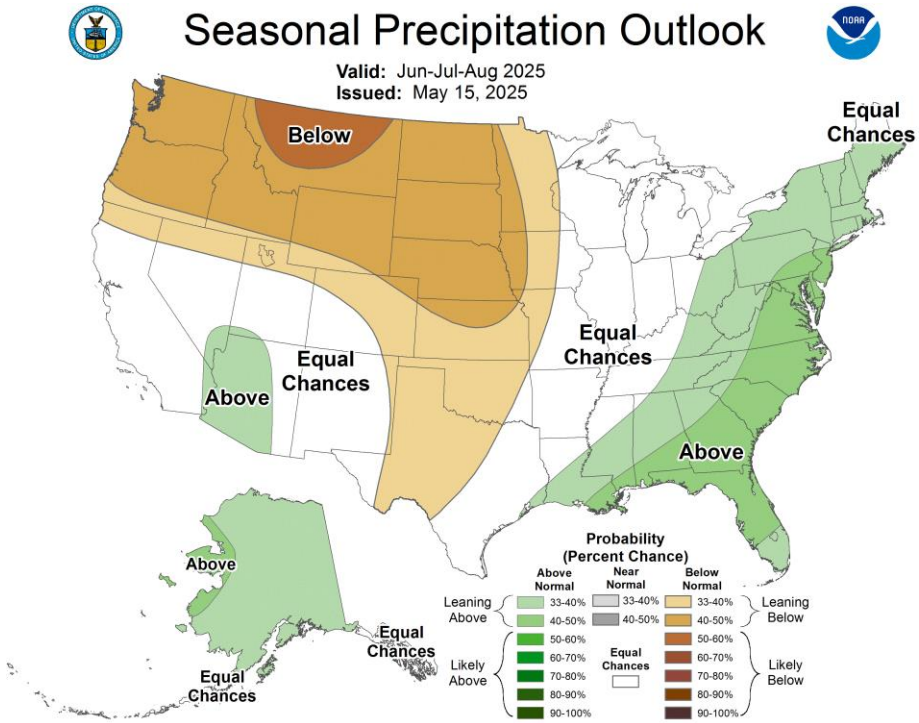 Seasonal Precipitation Outlook
NOAA
Valid: Jun-Jul-Aug 2025
Issued: May 15, 2025
Below
Equal
Chances
Equal
Chances
Equal
Chances
Above
Above
Above
Equal
Chances
Equal
Chances
Probability
(Percent Chance)
Above
Normal
Near
Normal
Below
Normal
Leaning
Above
33-40%
33-40%
33-40%
Leaning
Below
40-50%
40-50%
40-50%
Likely
Above
50-60%
50-60%
Likely
Below
60-70%
Equal
Chances
60-70%
70-80%
70-80%
80-90%
80-90%
90-100%
90-100%